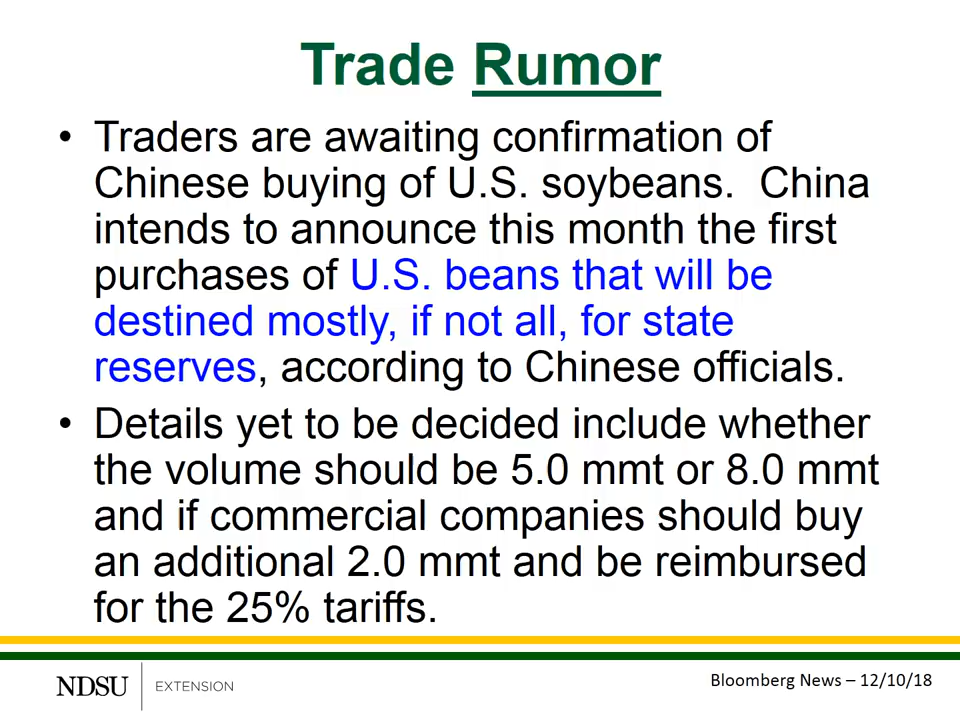 Trade Rumor
• Traders are awaiting confirmation of
Chinese buying of U.S. soybeans.  China
intends to announce this month the first
purchases of U.S. beans that will be
destined mostly, if not all, for state
reserves, according to Chinese officials.
• Details yet to be decided include whether
the volume should be 5.0 mmt or 8.0 mmt
and if commercial companies should buy
an additional 2.0 mmt and be reimbursed
for the 25% tariffs.
NDSU EXTENSION
Bloomberg News – 12/10/18